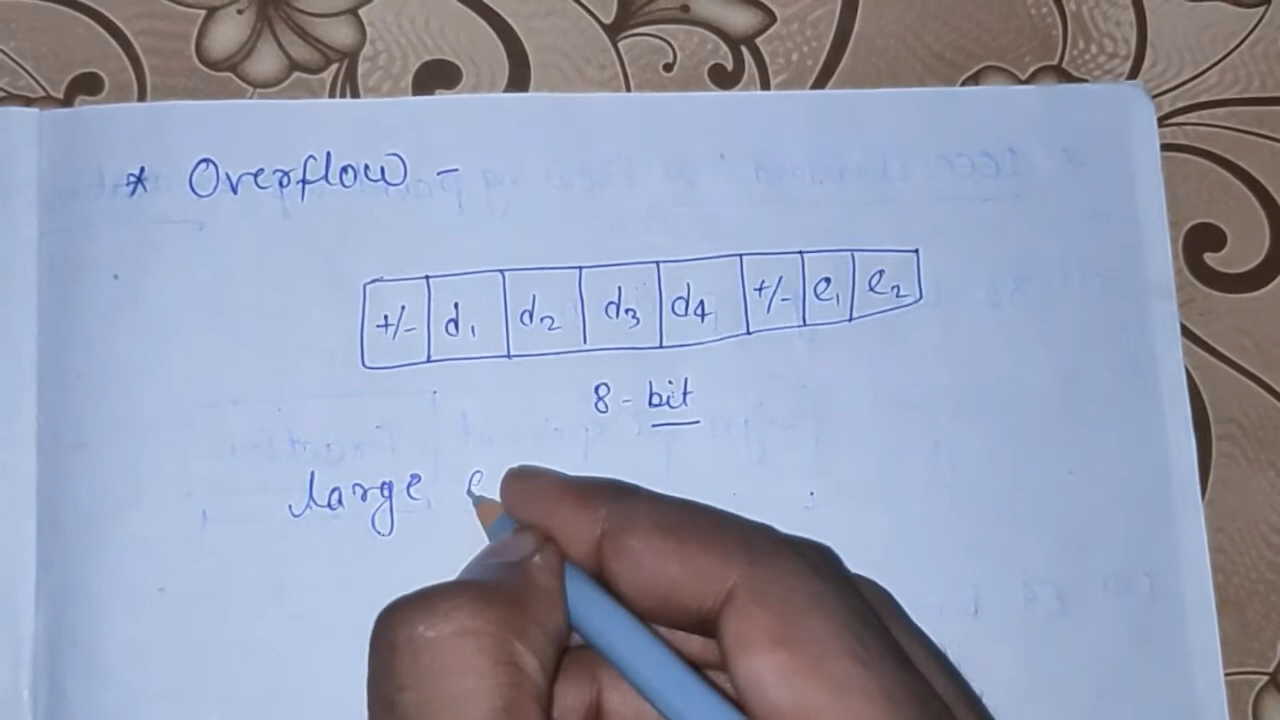 * Overflow -
+/- d1 d2 d3 d4 +/- e1 e2
8-bit
large